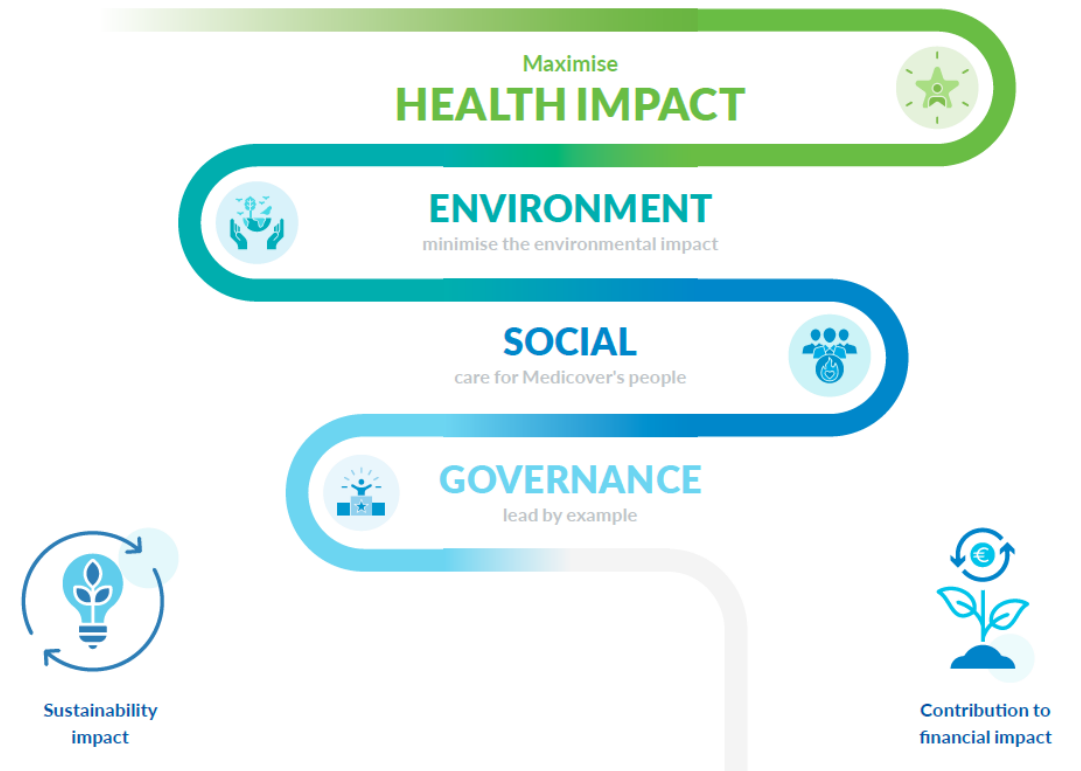 Maximise
HEALTH IMPACT
ENVIRONMENT
minimise the environmental impact
SOCIAL
care for Medicover's people
GOVERNANCE
lead by example
€
Sustainability
impact
Contribution to
financial impact